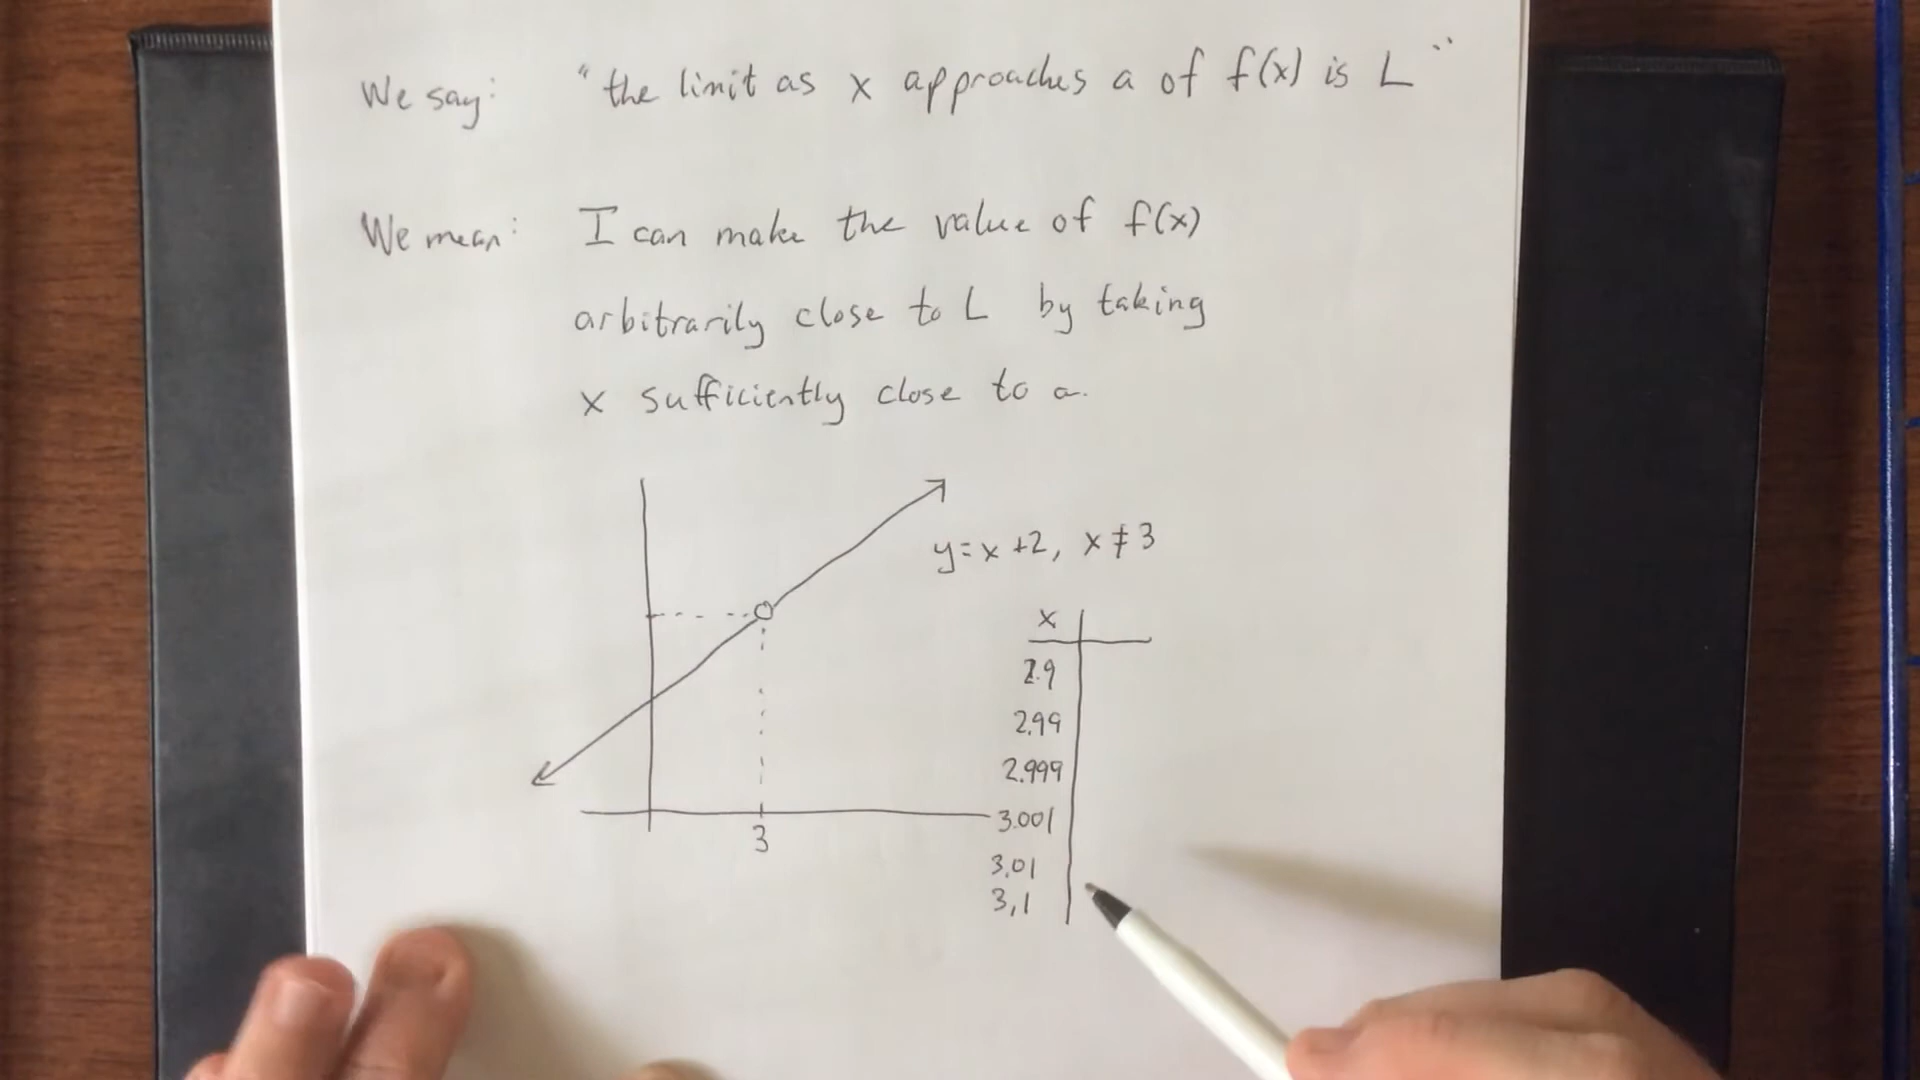 We say: "the limit as x approaches a of f(x) is L"
We mean: I can make the value of f(x)
arbitrarily close to L by taking
x sufficiently close to a.
y=x+2, x≠3
x
2.9
2.99
2.999
3.001
3.01
3.1
3